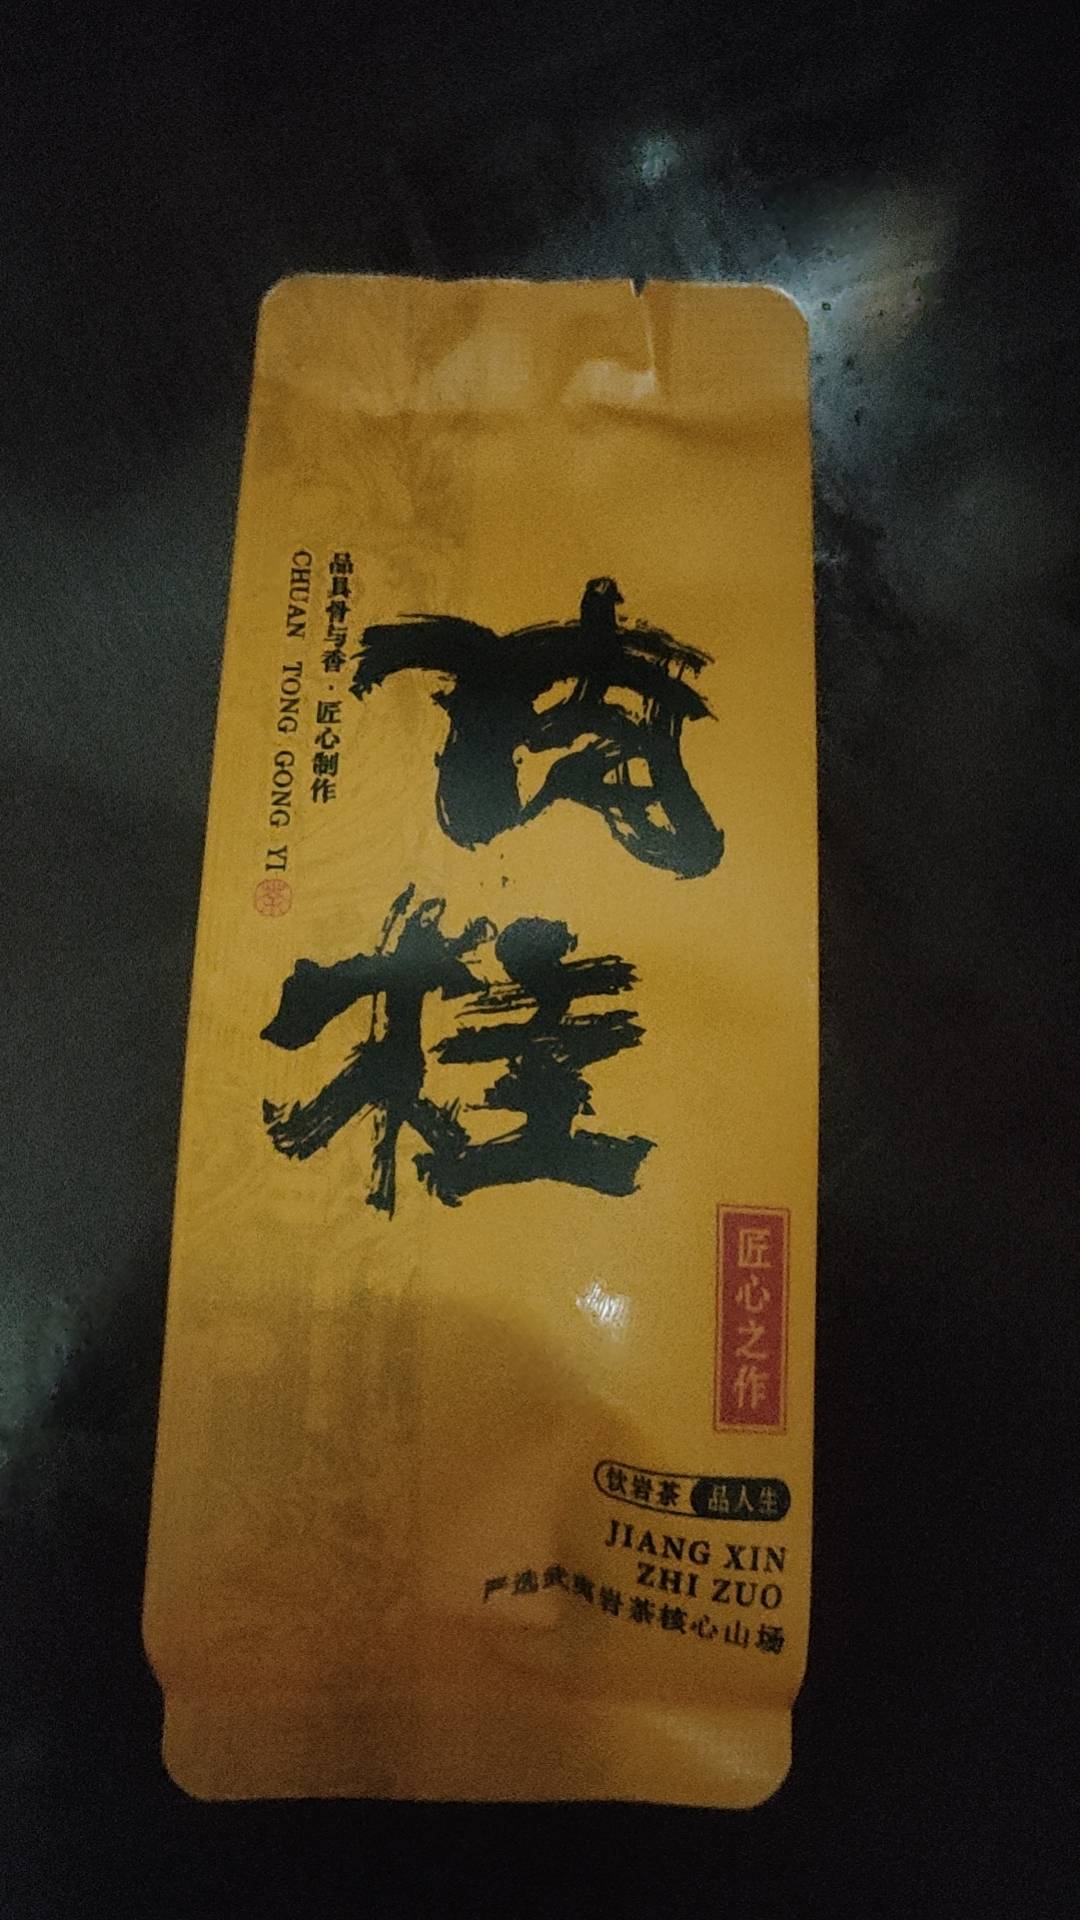 肉桂
品具骨与香·匠心制作
CHUAN TONG GONG YI
茶
匠心之作
饮岩茶 品人生
JIANG XIN
ZHI ZUO
严选武夷岩茶核心山场